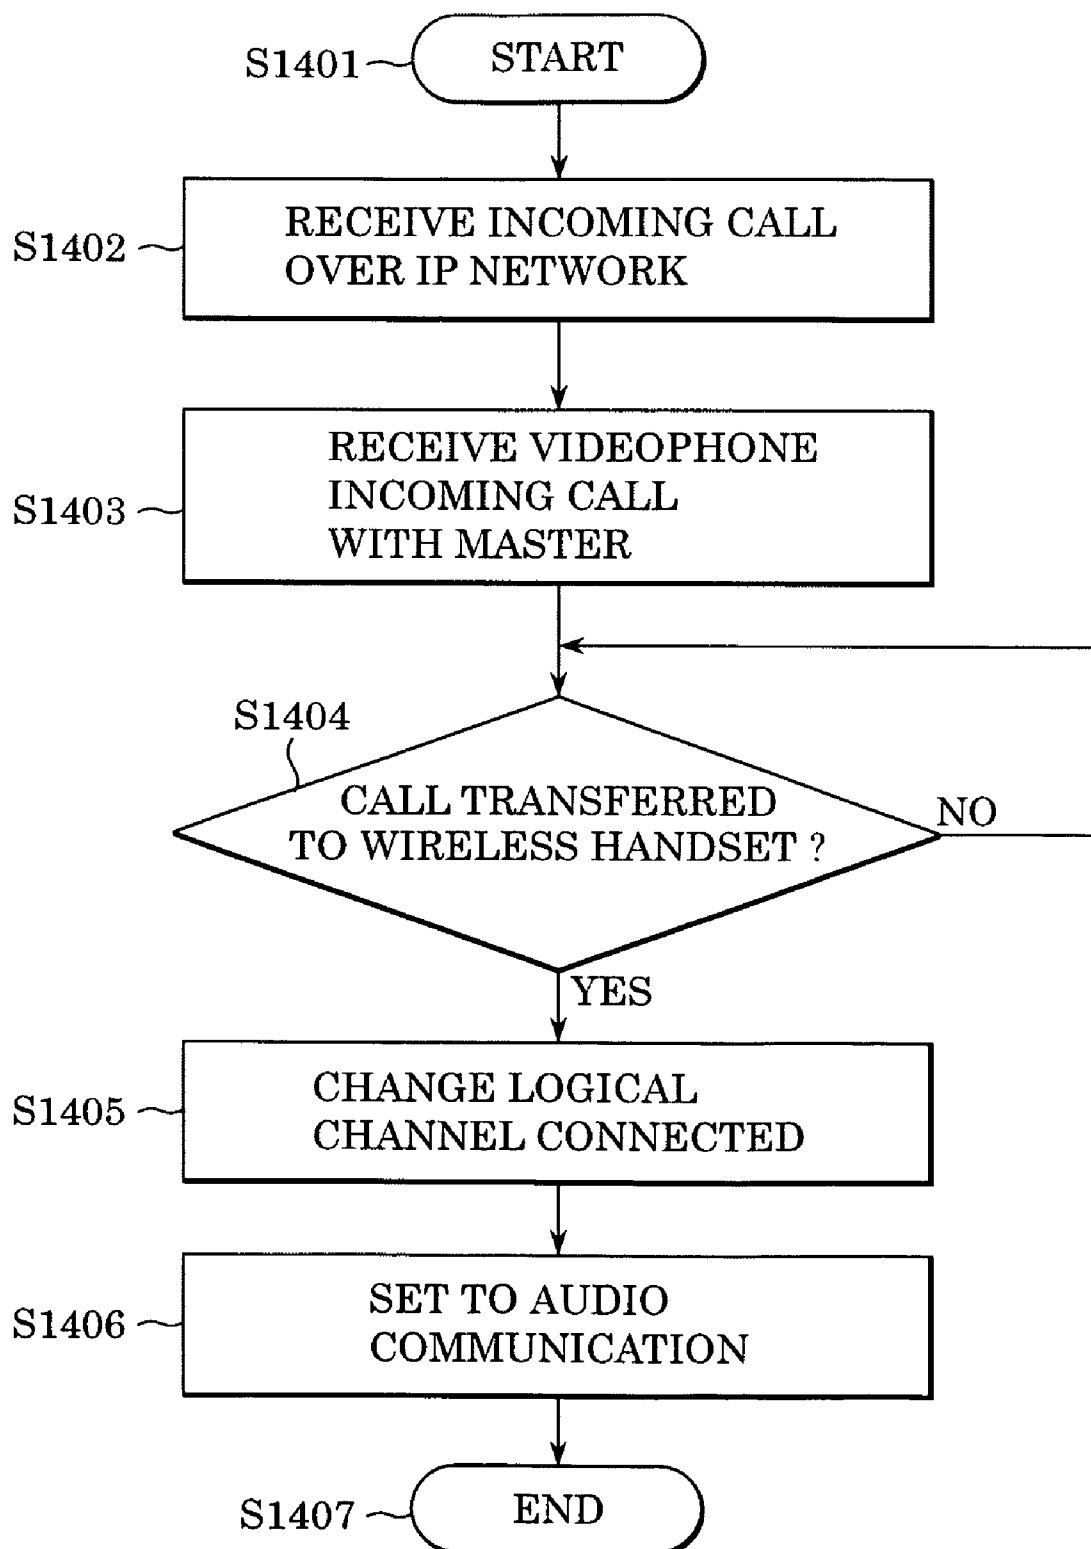 S1401
START
S1402
RECEIVE INCOMING CALL
OVER IP NETWORK
S1403
RECEIVE VIDEOPHONE
INCOMING CALL
WITH MASTER
S1404
CALL TRANSFERRED
TO WIRELESS HANDSET ?
NO
YES
S1405
CHANGE LOGICAL
CHANNEL CONNECTED
S1406
SET TO AUDIO
COMMUNICATION
S1407
END